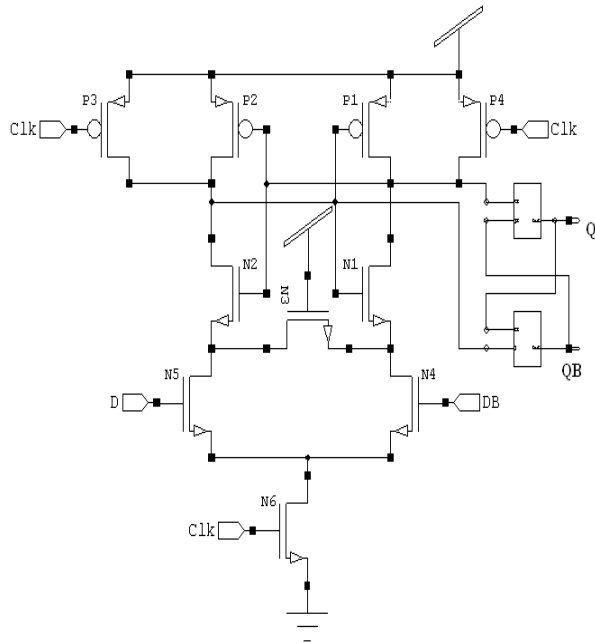 P3 P2 P1 P4
Clk Clk
Q
N2 N3 N1
QB
N5 N4
D DB
N6
Clk